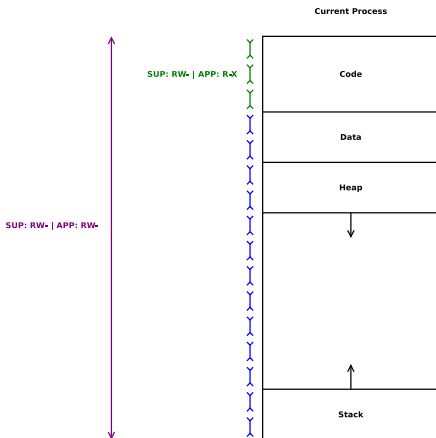 Current Process
SUP: RW- | APP: R-X
Code
Data
Heap
SUP: RW- | APP: RW-
Stack